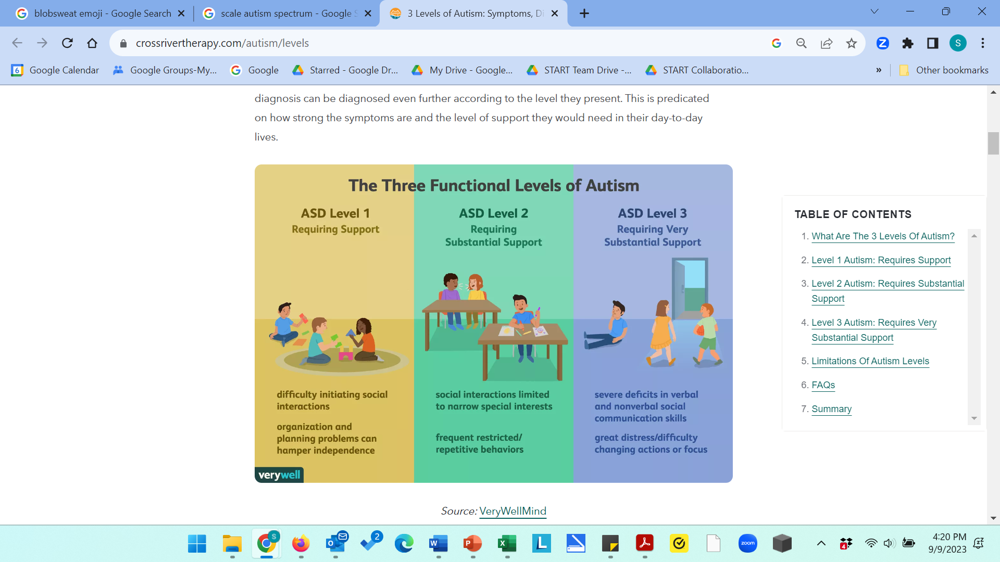 blobsweat emoji - Google Search
scale autism spectrum - Google S
3 Levels of Autism: Symptoms, Di
crossrivertherapy.com/autism/levels
S
Google Calendar
Google Groups-My...
Google
Starred - Google Dr...
My Drive - Google...
START Team Drive -...
START Collaboratio...
»
Other bookmarks
diagnosis can be diagnosed even further according to the level they present. This is predicated
on how strong the symptoms are and the level of support they would need in their day-to-day
lives.
The Three Functional Levels of Autism
ASD Level 1
Requiring Support
difficulty initiating social
interactions
organization and
planning problems can
hamper independence
ASD Level 2
Requiring
Substantial Support
social interactions limited
to narrow special interests
frequent restricted/
repetitive behaviors
ASD Level 3
Requiring Very
Substantial Support
severe deficits in verbal
and nonverbal social
communication skills
great distress/difficulty
changing actions or focus
verywell
Source: VeryWellMind
TABLE OF CONTENTS
1. What Are The 3 Levels Of Autism?
2. Level 1 Autism: Requires Support
3. Level 2 Autism: Requires Substantial
Support
4. Level 3 Autism: Requires Very
Substantial Support
5. Limitations Of Autism Levels
6. FAQs
7. Summary
S
2
zoom
4
4:20 PM
9/9/2023